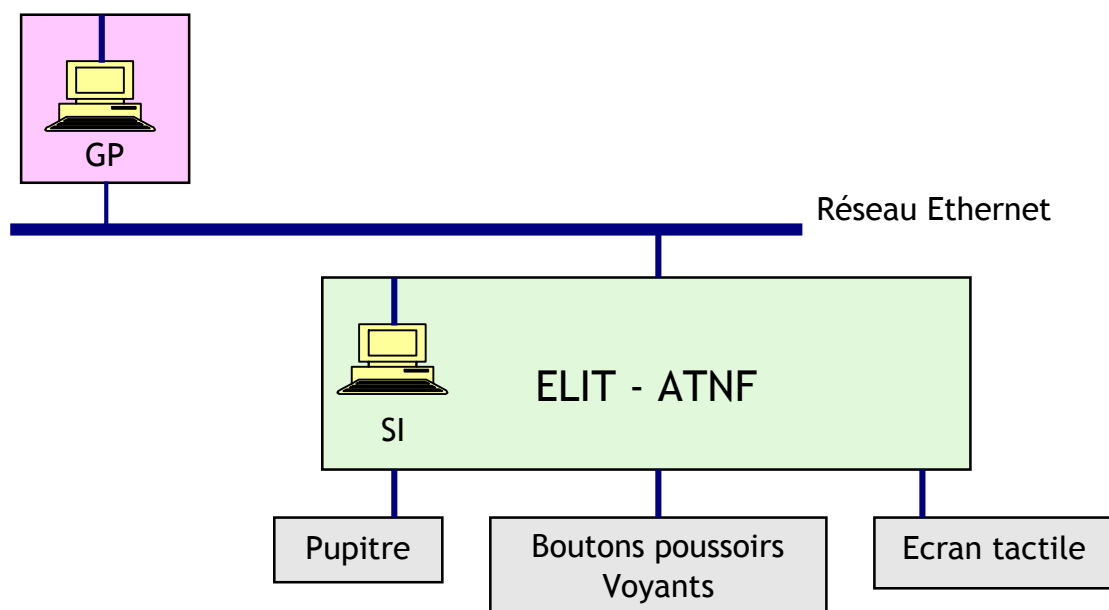 GP
Réseau Ethernet
ELIT - ATNF
SI
Pupitre
Boutons poussoirs
Voyants
Ecran tactile